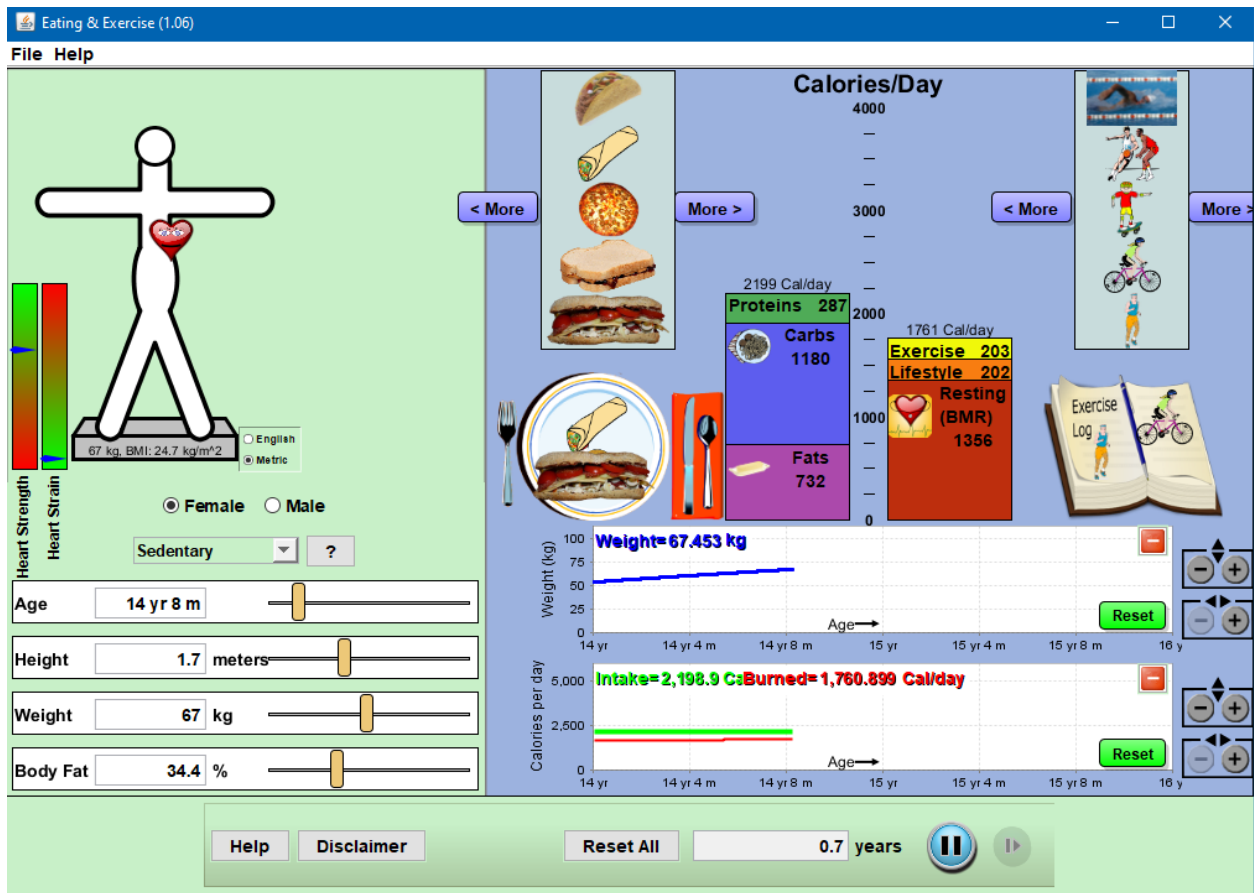 Eating & Exercise (1.06)
File Help
Calories/Day
4000
3000
2000
1000
0
< More
More >
< More
More >
2199 Cal/day
Proteins 287
Carbs
1180
Fats
732
1761 Cal/day
Exercise 203
Lifestyle 202
Resting
(BMR)
1356
Exercise
Log
67 kg, BMI: 24.7 kg/m^2
English
Metric
Heart Strength
Heart Strain
Female Male
Sedentary ?
Age 14 yr 8 m
Height 1.7 meters
Weight 67 kg
Body Fat 34.4 %
Weight (kg)
100
75
50
25
0
Weight=67.453 kg
Age
Reset
14 yr 14 yr 4 m 14 yr 8 m 15 yr 15 yr 4 m 15 yr 8 m 16 y
Calories per day
5,000
2,500
0
Intake=2,198.9 Ca Burned=1,760.899 Cal/day
Age
Reset
14 yr 14 yr 4 m 14 yr 8 m 15 yr 15 yr 4 m 15 yr 8 m 16 y
Help Disclaimer Reset All 0.7 years